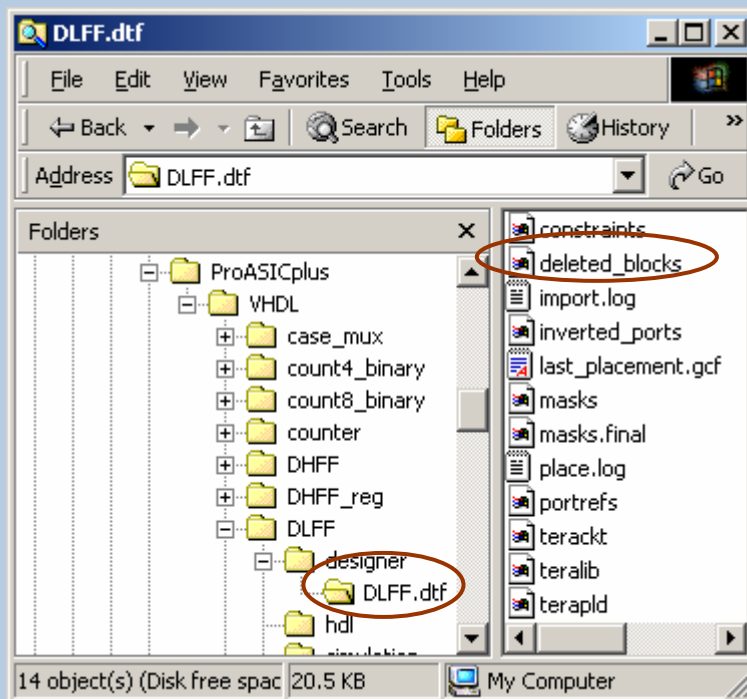 DLFF.dtf
File Edit View Favorites Tools Help
Back Search Folders History »
Address DLFF.dtf Go
Folders
ProASICplus
VHDL
case_mux
count4_binary
count8_binary
counter
DHFF
DHFF_reg
DLFF
designer
DLFF.dtf
hdl
simulation
constraints
deleted_blocks
import.log
inverted_ports
last_placement.gcf
masks
masks.final
place.log
portrefs
terackt
teralib
terapld
14 object(s) (Disk free spac 20.5 KB My Computer